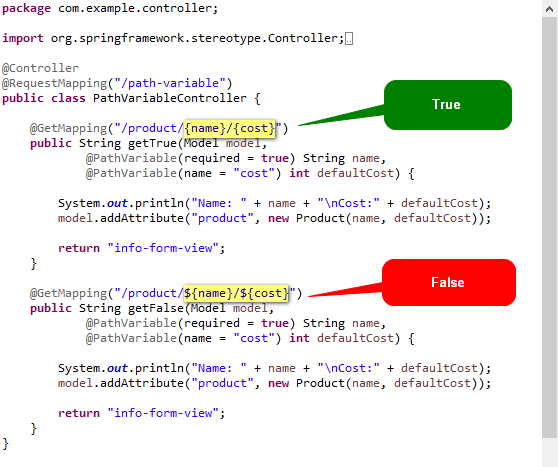 package com.example.controller;
import org.springframework.stereotype.Controller;
@Controller
@RequestMapping("/path-variable")
public class PathVariableController {
True
@GetMapping("/product/{name}/{cost}")
public String getTrue(Model model,
@PathVariable(required = true) String name,
@PathVariable(name = "cost") int defaultCost) {
System.out.println("Name: " + name + "\nCost:" + defaultCost);
model.addAttribute("product", new Product(name, defaultCost));
return "info-form-view";
}
False
@GetMapping("/product/${name}/${cost}")
public String getFalse(Model model,
@PathVariable(required = true) String name,
@PathVariable(name = "cost") int defaultCost) {
System.out.println("Name: " + name + "\nCost:" + defaultCost);
model.addAttribute("product", new Product(name, defaultCost));
return "info-form-view";
}
}